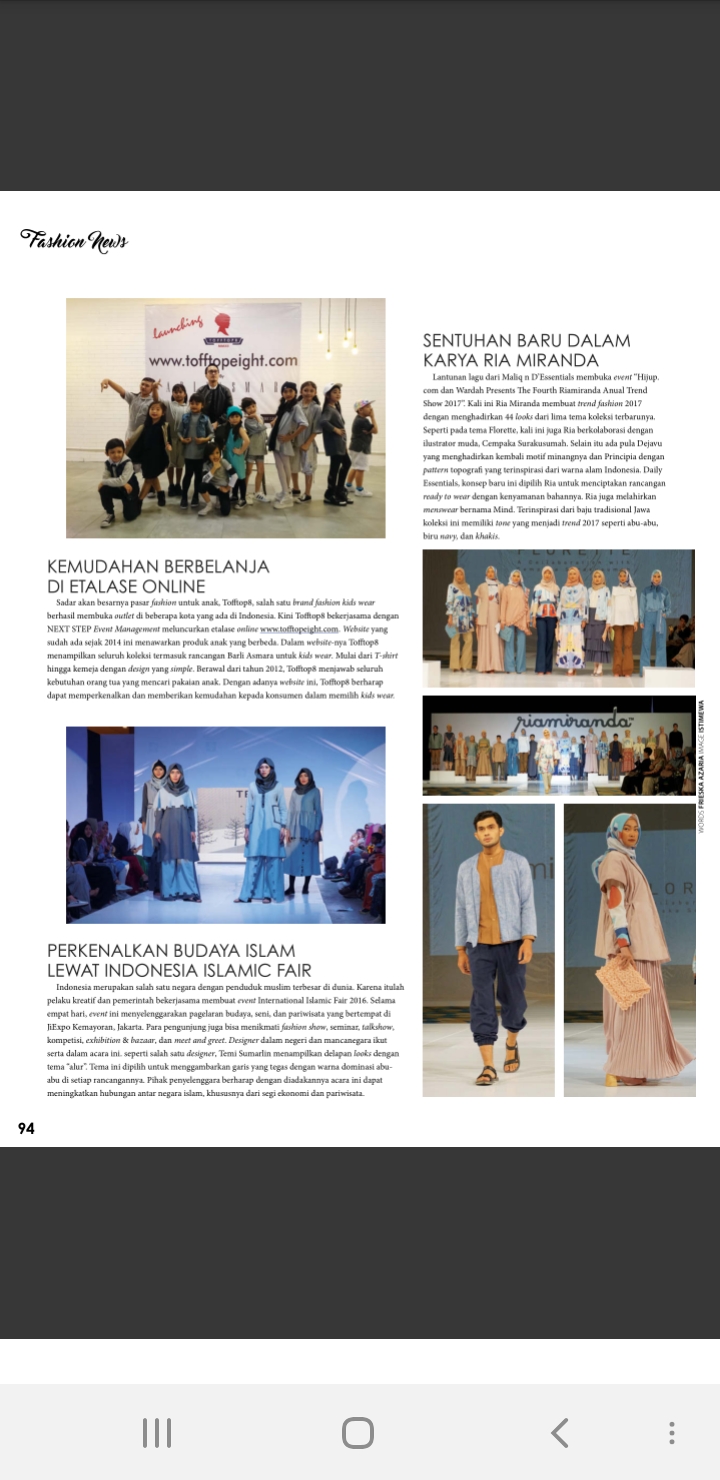 Fashion News
launching
TOFFTOP8
www.tofftopeight.com
KEMUDAHAN BERBELANJA
DI ETALASE ONLINE
Sadar akan besarnya pasar fashion untuk anak, Tofftop8, salah satu brand fashion kids wear
berhasil membuka outlet di beberapa kota yang ada di Indonesia. Kini Tofftop8 bekerjasama dengan
NEXT STEP Event Management meluncurkan etalase online www.tofftopeight.com. Website yang
sudah ada sejak 2014 ini menawarkan produk anak yang berbeda. Dalam website-nya Tofftop8
menampilkan seluruh koleksi termasuk rancangan Barli Asmara untuk kids wear. Mulai dari T-shirt
hingga kemeja dengan design yang simple. Berawal dari tahun 2012, Tofftop8 menjawab seluruh
kebutuhan orang tua yang mencari pakaian anak. Dengan adanya website ini, Tofftop8 berharap
dapat memperkenalkan dan memberikan kemudahan kepada konsumen dalam memilih kids wear.
PERKENALKAN BUDAYA ISLAM
LEWAT INDONESIA ISLAMIC FAIR
Indonesia merupakan salah satu negara dengan penduduk muslim terbesar di dunia. Karena itulah
pelaku kreatif dan pemerintah bekerjasama membuat event International Islamic Fair 2016. Selama
empat hari, event ini menyelenggarakan pagelaran budaya, seni, dan pariwisata yang bertempat di
JiExpo Kemayoran, Jakarta. Para pengunjung juga bisa menikmati fashion show, seminar, talkshow,
kompetisi, exhibition & bazaar, dan meet and greet. Designer dalam negeri dan mancanegara ikut
serta dalam acara ini. seperti salah satu designer, Temi Sumarlin menampilkan delapan looks dengan
tema "alur". Tema ini dipilih untuk menggambarkan garis yang tegas dengan warna dominasi abu-
abu di setiap rancangannya. Pihak penyelenggara berharap dengan diadakannya acara ini dapat
meningkatkan hubungan antar negara islam, khususnya dari segi ekonomi dan pariwisata.
SENTUHAN BARU DALAM
KARYA RIA MIRANDA
Lantunan lagu dari Maliq n D'Essentials membuka event "Hijup.
com dan Wardah Presents The Fourth Riamiranda Anual Trend
Show 2017". Kali ini Ria Miranda membuat trend fashion 2017
dengan menghadirkan 44 looks dari lima tema koleksi terbarunya.
Seperti pada tema Florette, kali ini juga Ria berkolaborasi dengan
ilustrator muda, Cempaka Surakusumah. Selain itu ada pula Dejavu
yang menghadirkan kembali motif minangnya dan Principia dengan
pattern topografi yang terinspirasi dari warna alam Indonesia. Daily
Essentials, konsep baru ini dipilih Ria untuk menciptakan rancangan
ready to wear dengan kenyamanan bahannya. Ria juga melahirkan
menswear bernama Mind. Terinspirasi dari baju tradisional Jawa
koleksi ini memiliki tone yang menjadi trend 2017 seperti abu-abu,
biru navy, dan khakis.
FLORETTE
riamiranda
mi
LOR
WORDS FRIESKA AZARIA IMAGE ISTIMEWA
94